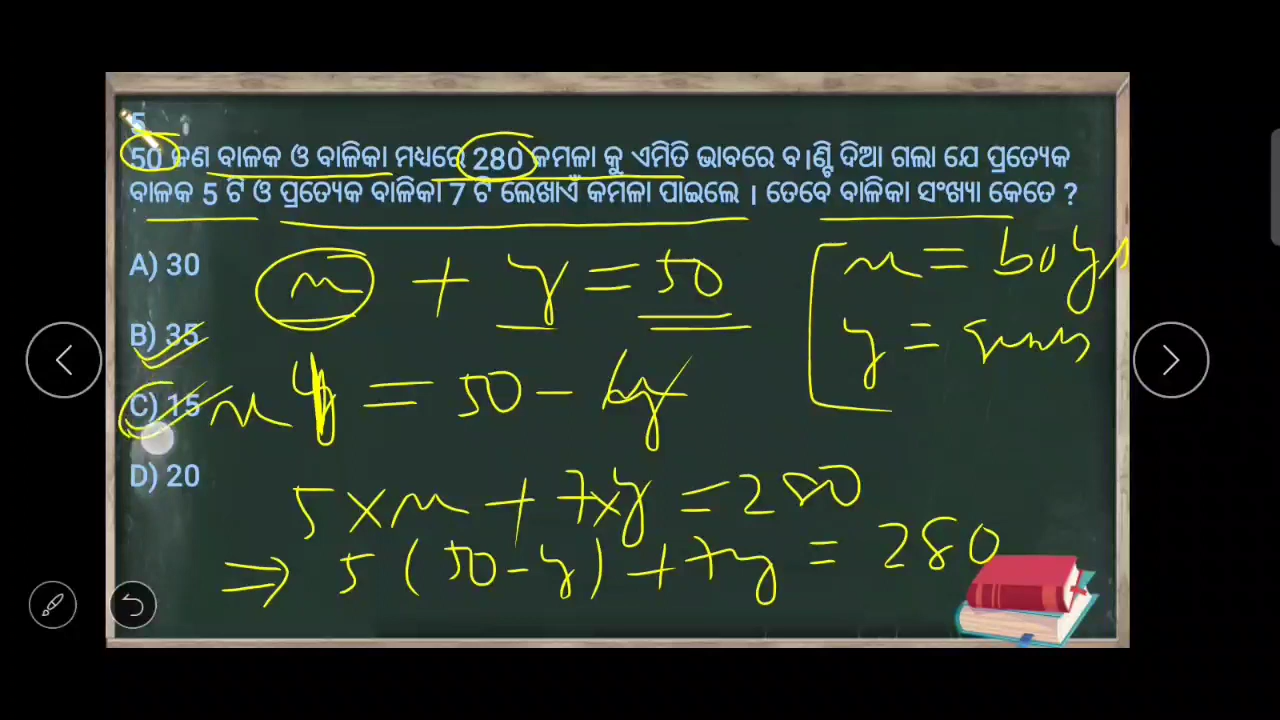 5
50 ଜଣ ବାଳକ ଓ ବାଳିକା ମଧ୍ୟରେ 280 କମଳା କୁ ଏମିତି ଭାବରେ ବାଣ୍ଟି ଦିଆ ଗଲା ଯେ ପ୍ରତ୍ୟେକ
ବାଳକ 5 ଟି ଓ ପ୍ରତ୍ୟେକ ବାଳିକା 7 ଟି ଲେଖାଏଁ କମଳା ପାଇଲେ । ତେବେ ବାଳିକା ସଂଖ୍ୟା କେତେ ?
A) 30
B) 35
C) 15
D) 20
x + y = 50
x = boys
y =
x = 50 - y
5 × x + 7 × y = 280
⇒ 5 (50 - y) + 7y = 280